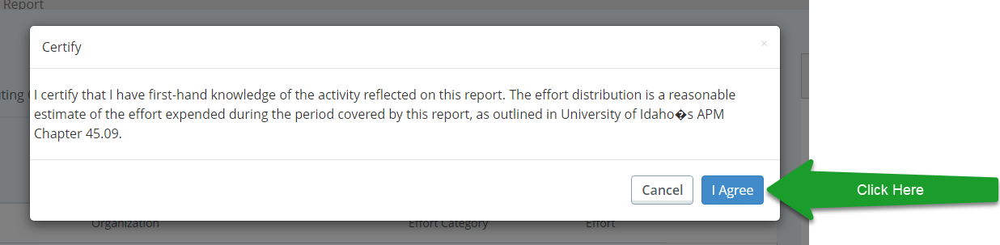 Report
Certify
×
uting
I certify that I have first-hand knowledge of the activity reflected on this report. The effort distribution is a reasonable
estimate of the effort expended during the period covered by this report, as outlined in University of Idaho�s APM
Chapter 45.09.
Cancel
I Agree
Click Here
Organization
Effort Category
Effort